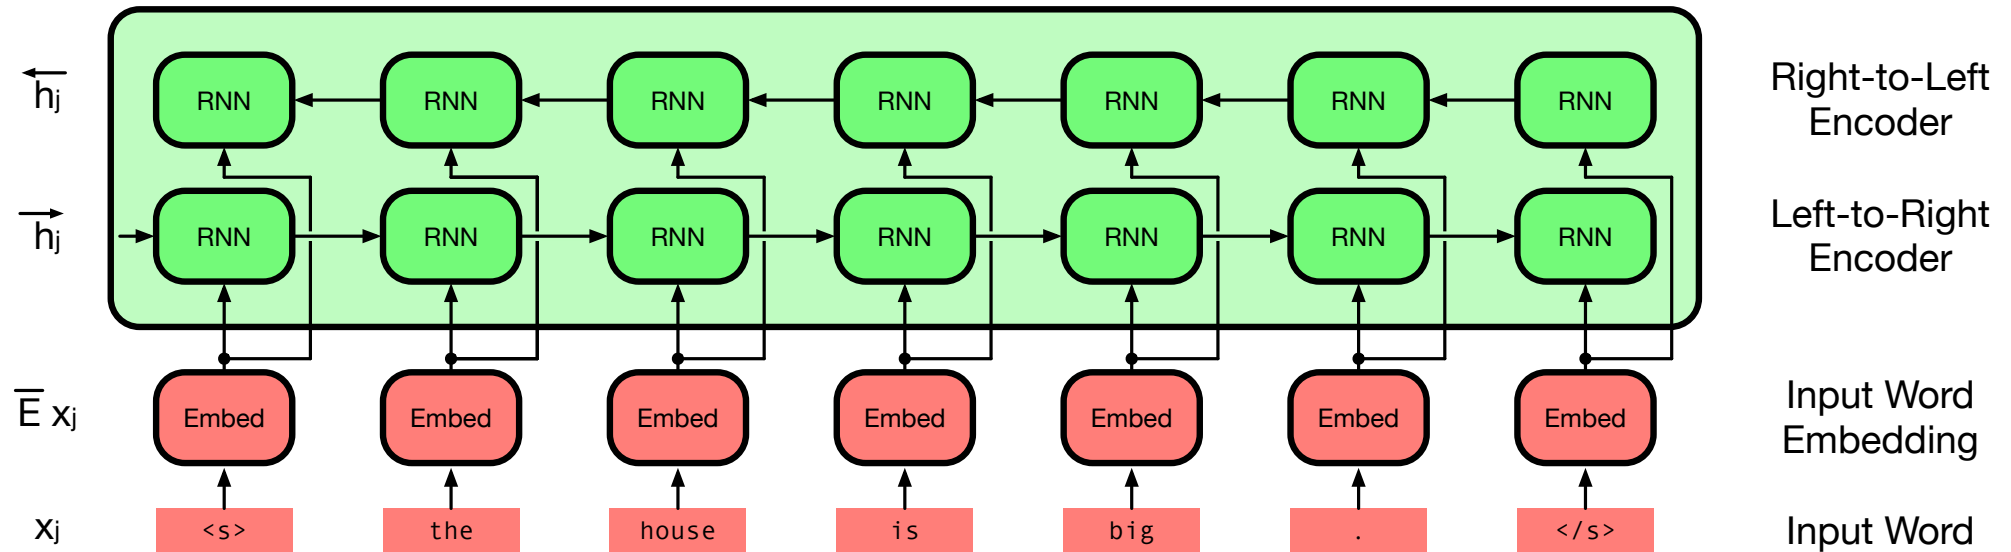 hj RNN RNN RNN RNN RNN RNN RNN Right-to-Left
Encoder
hj RNN RNN RNN RNN RNN RNN RNN Left-to-Right
Encoder
E xj Embed Embed Embed Embed Embed Embed Embed Input Word
Embedding
xj <s> the house is big . </s> Input Word